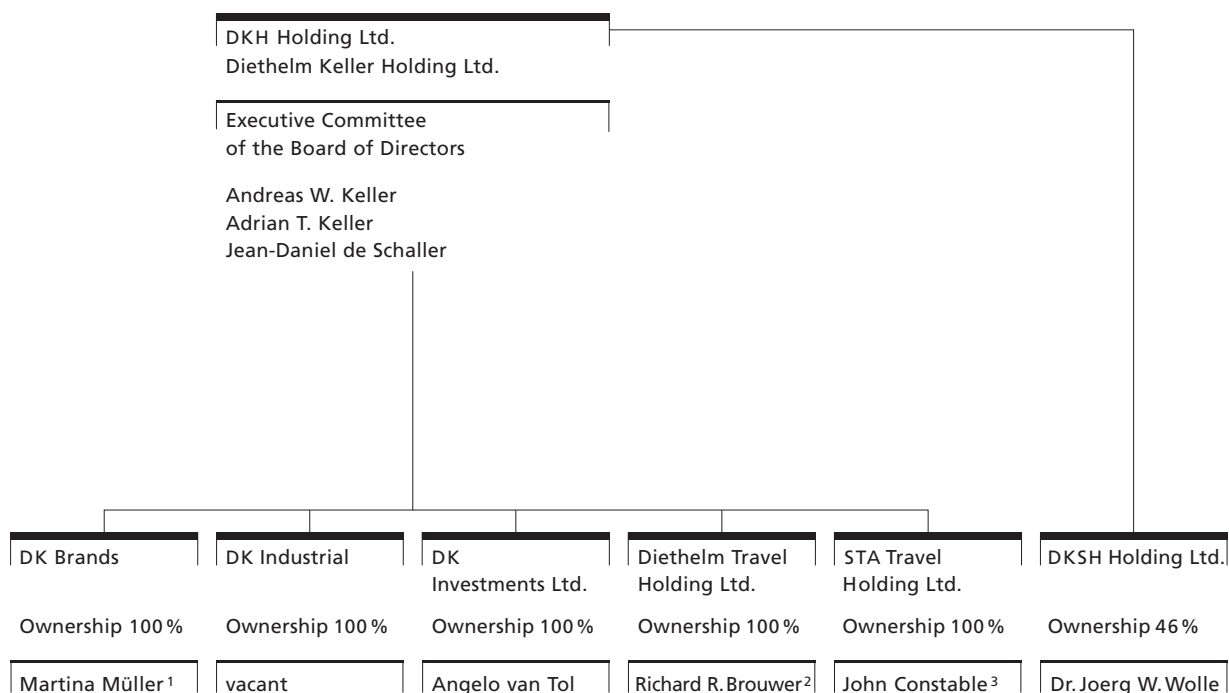 DKH Holding Ltd.
Diethelm Keller Holding Ltd.
Executive Committee
of the Board of Directors
Andreas W. Keller
Adrian T. Keller
Jean-Daniel de Schaller
DK Brands
Ownership 100%
Martina Müller 1
DK Industrial
Ownership 100%
vacant
DK
Investments Ltd.
Ownership 100%
Angelo van Tol
Diethelm Travel
Holding Ltd.
Ownership 100%
Richard R. Brouwer 2
STA Travel
Holding Ltd.
Ownership 100%
John Constable 3
DKSH Holding Ltd.
Ownership 46%
Dr. Joerg W. Wolle